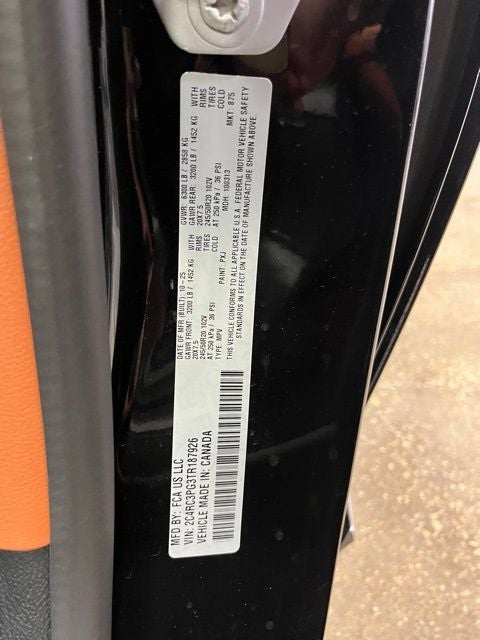 MFD BY: FCA US LLC
VIN: 2C4RC3PG3TR187926
VEHICLE MADE IN: CANADA
DATE OF MFR (BUILT): 10-25
GVWR: 6300 LB / 2858 KG
GAWR FRONT: 3200 LB / 1452 KG WITH
GAWR REAR: 3200 LB / 1452 KG WITH
20X7.5 RIMS
20X7.5 RIMS
245/50R20 102V TIRES
245/50R20 102V TIRES
AT 250 kPa / 36 PSI COLD
AT 250 kPa / 36 PSI COLD
TYPE: MPV
PAINT: PXJ
MDH: 100313
MKT: 875
THIS VEHICLE CONFORMS TO ALL APPLICABLE U.S.A. FEDERAL MOTOR VEHICLE SAFETY
STANDARDS IN EFFECT ON THE DATE OF MANUFACTURE SHOWN ABOVE.